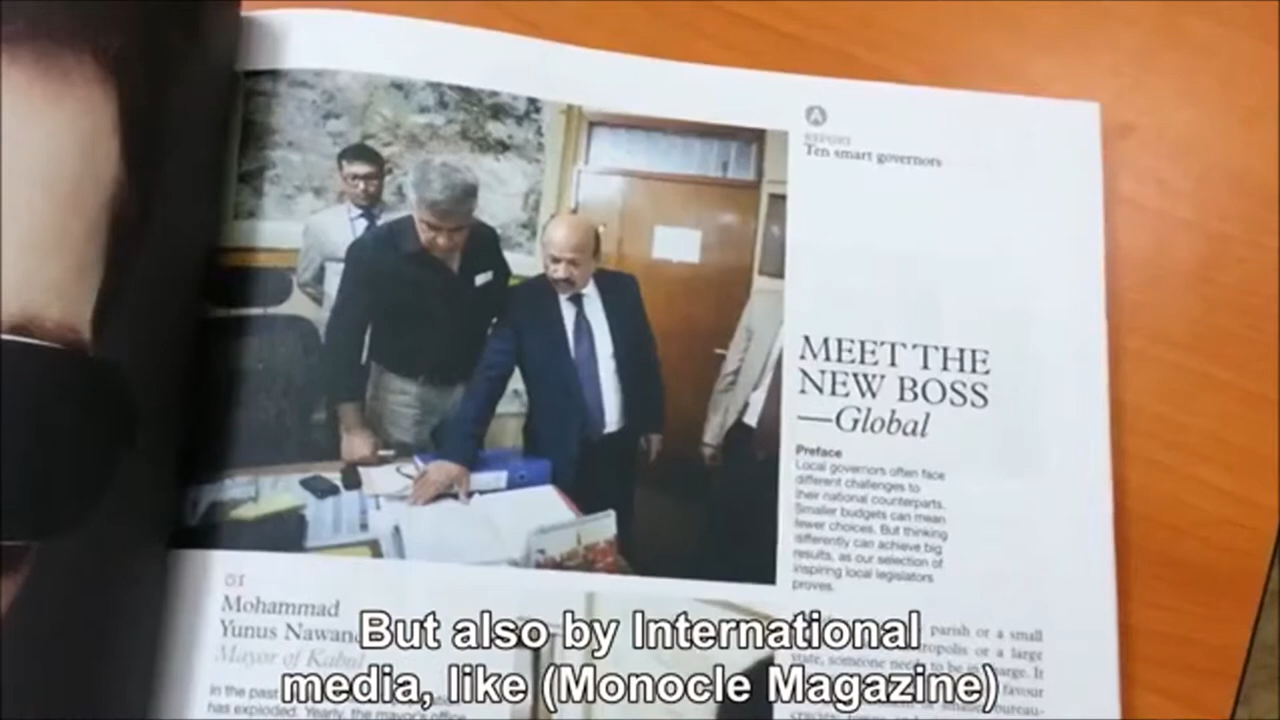 A
REPORT
Ten smart governors
MEET THE
NEW BOSS
—Global
Preface
Local governors often face
different challenges to
their national counterparts.
Smaller budgets can mean
fewer choices. But thinking
differently can achieve big
results, as our selection of
inspiring local legislators
proves.
01
Mohammad
Yunus
Mayor of Kabul
In the past
has exploded. Yearly, the mayor's office
parish or a small
or a large
state, someone needs to be in charge. It
favour
But also by International
media, like (Monocle Magazine)